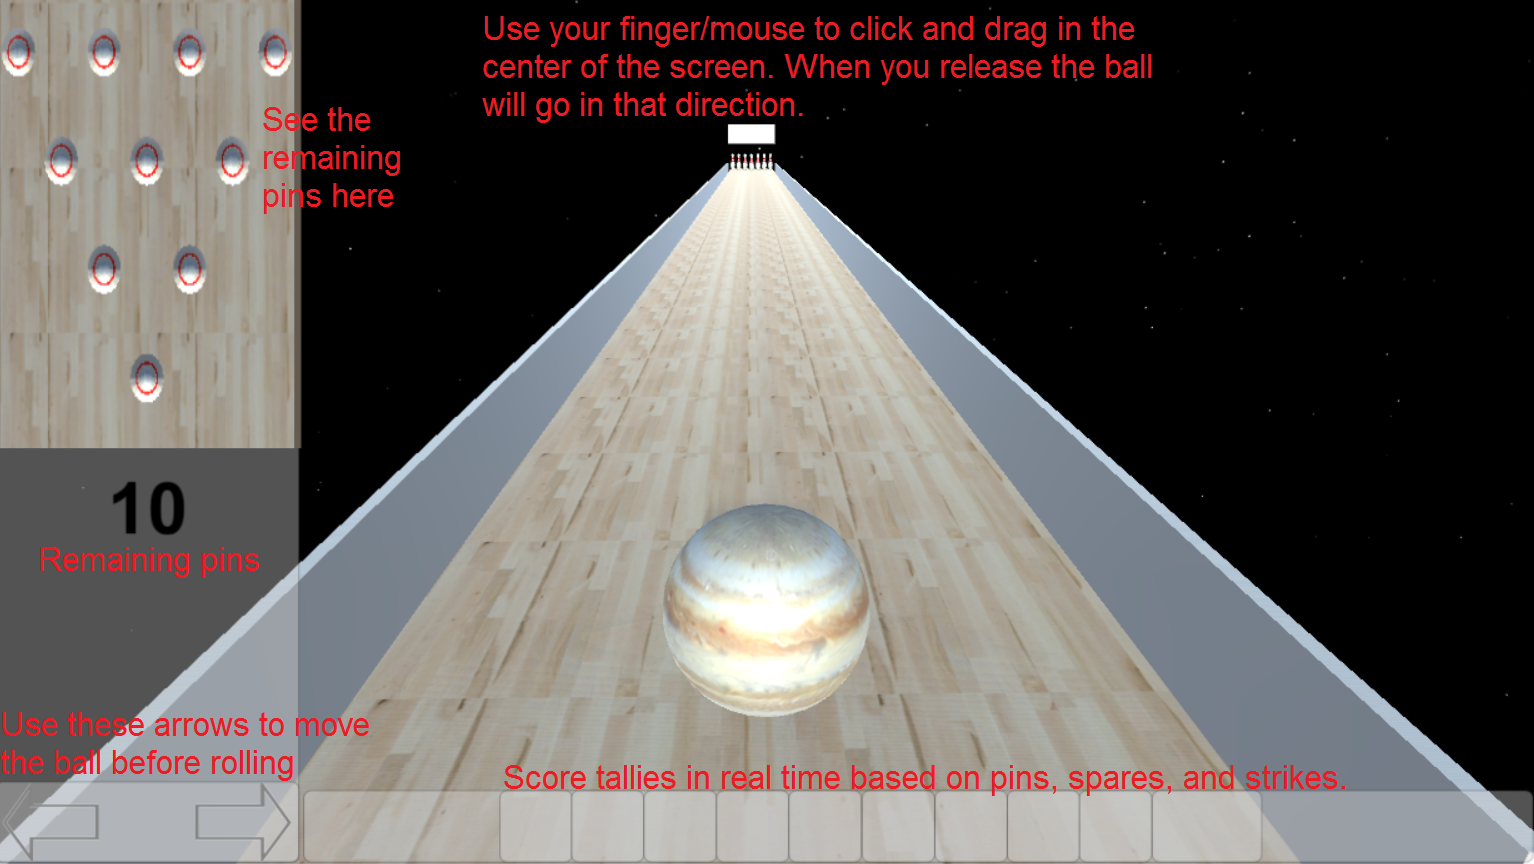 Use your finger/mouse to click and drag in the
center of the screen. When you release the ball
will go in that direction.
See the
remaining
pins here
10
Remaining pins
Use these arrows to move
the ball before rolling
Score tallies in real time based on pins, spares, and strikes.